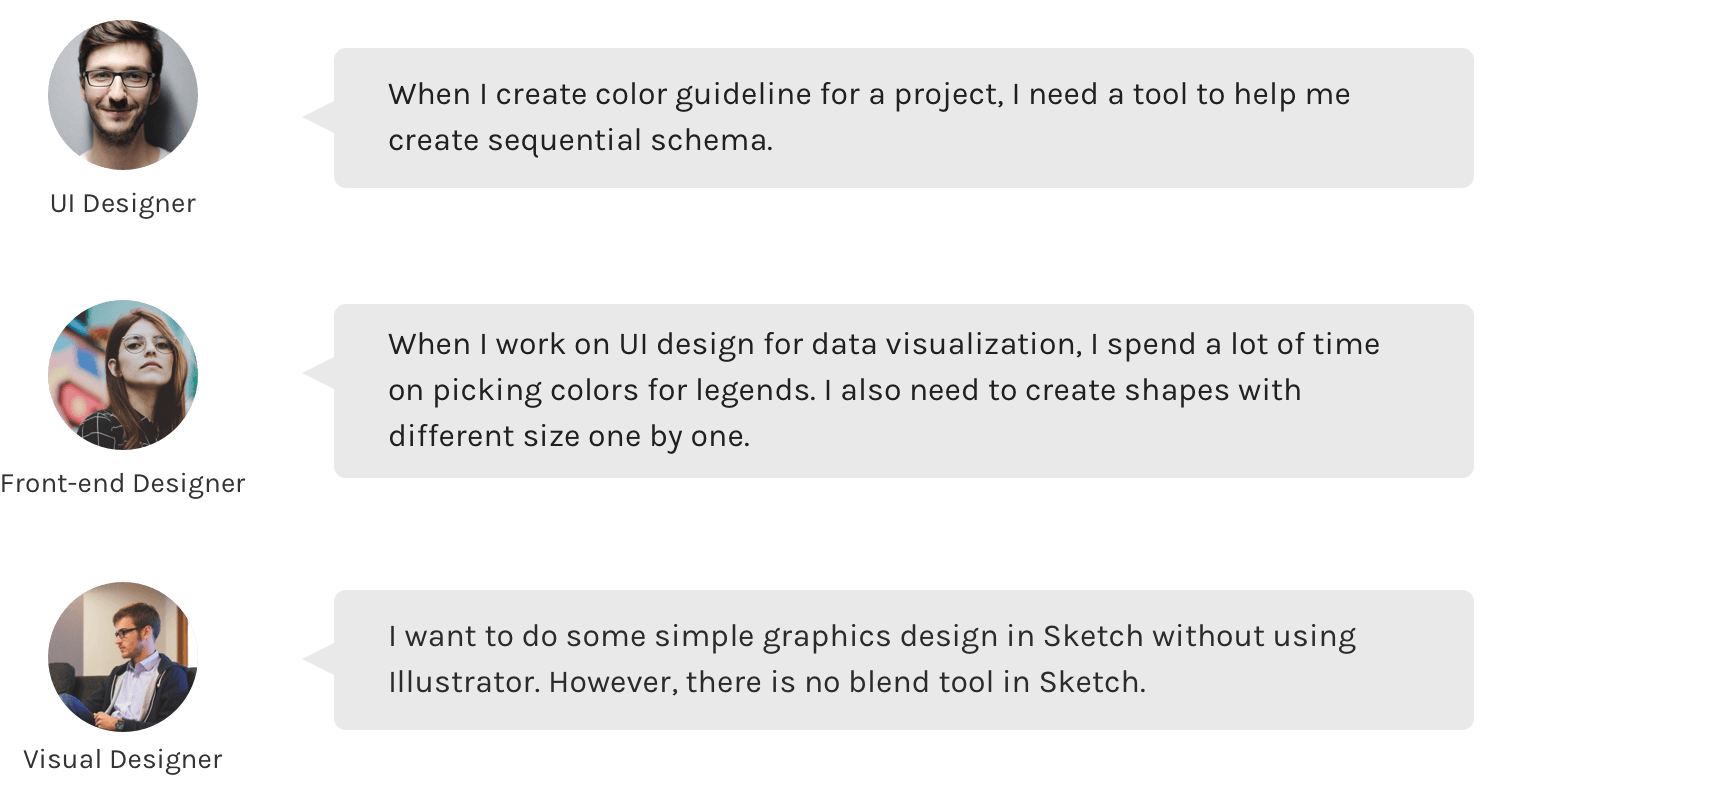 When I create color guideline for a project, I need a tool to help me
create sequential schema.
UI Designer
When I work on UI design for data visualization, I spend a lot of time
on picking colors for legends. I also need to create shapes with
different size one by one.
Front-end Designer
I want to do some simple graphics design in Sketch without using
Illustrator. However, there is no blend tool in Sketch.
Visual Designer